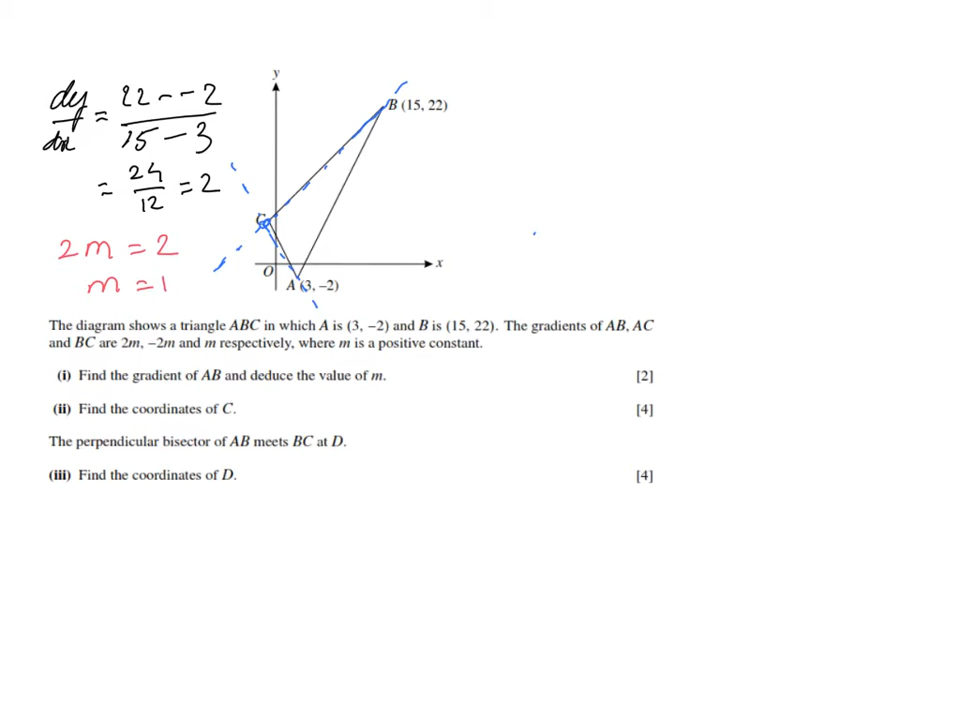 dy/dx = 22--2 / 15-3
= 24/12 = 2
2m = 2
m = 1
y
B (15, 22)
C
O
x
A (3, −2)
The diagram shows a triangle ABC in which A is (3, −2) and B is (15, 22). The gradients of AB, AC
and BC are 2m, −2m and m respectively, where m is a positive constant.
(i) Find the gradient of AB and deduce the value of m. [2]
(ii) Find the coordinates of C. [4]
The perpendicular bisector of AB meets BC at D.
(iii) Find the coordinates of D. [4]